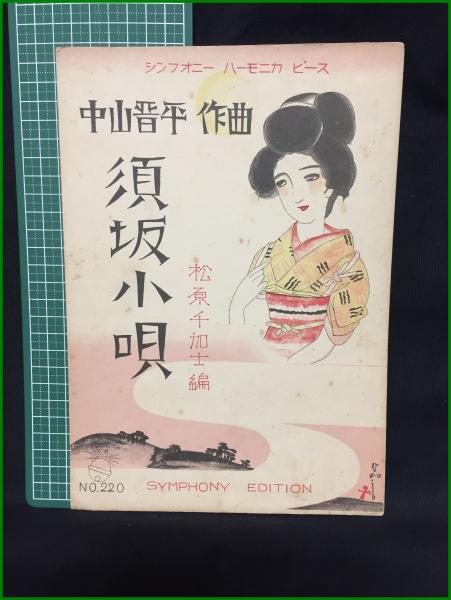 シンフオニー ハーモニカ ピース
中山晋平 作曲
須坂小唄
松原千加士編
NO.220 SYMPHONY EDITION